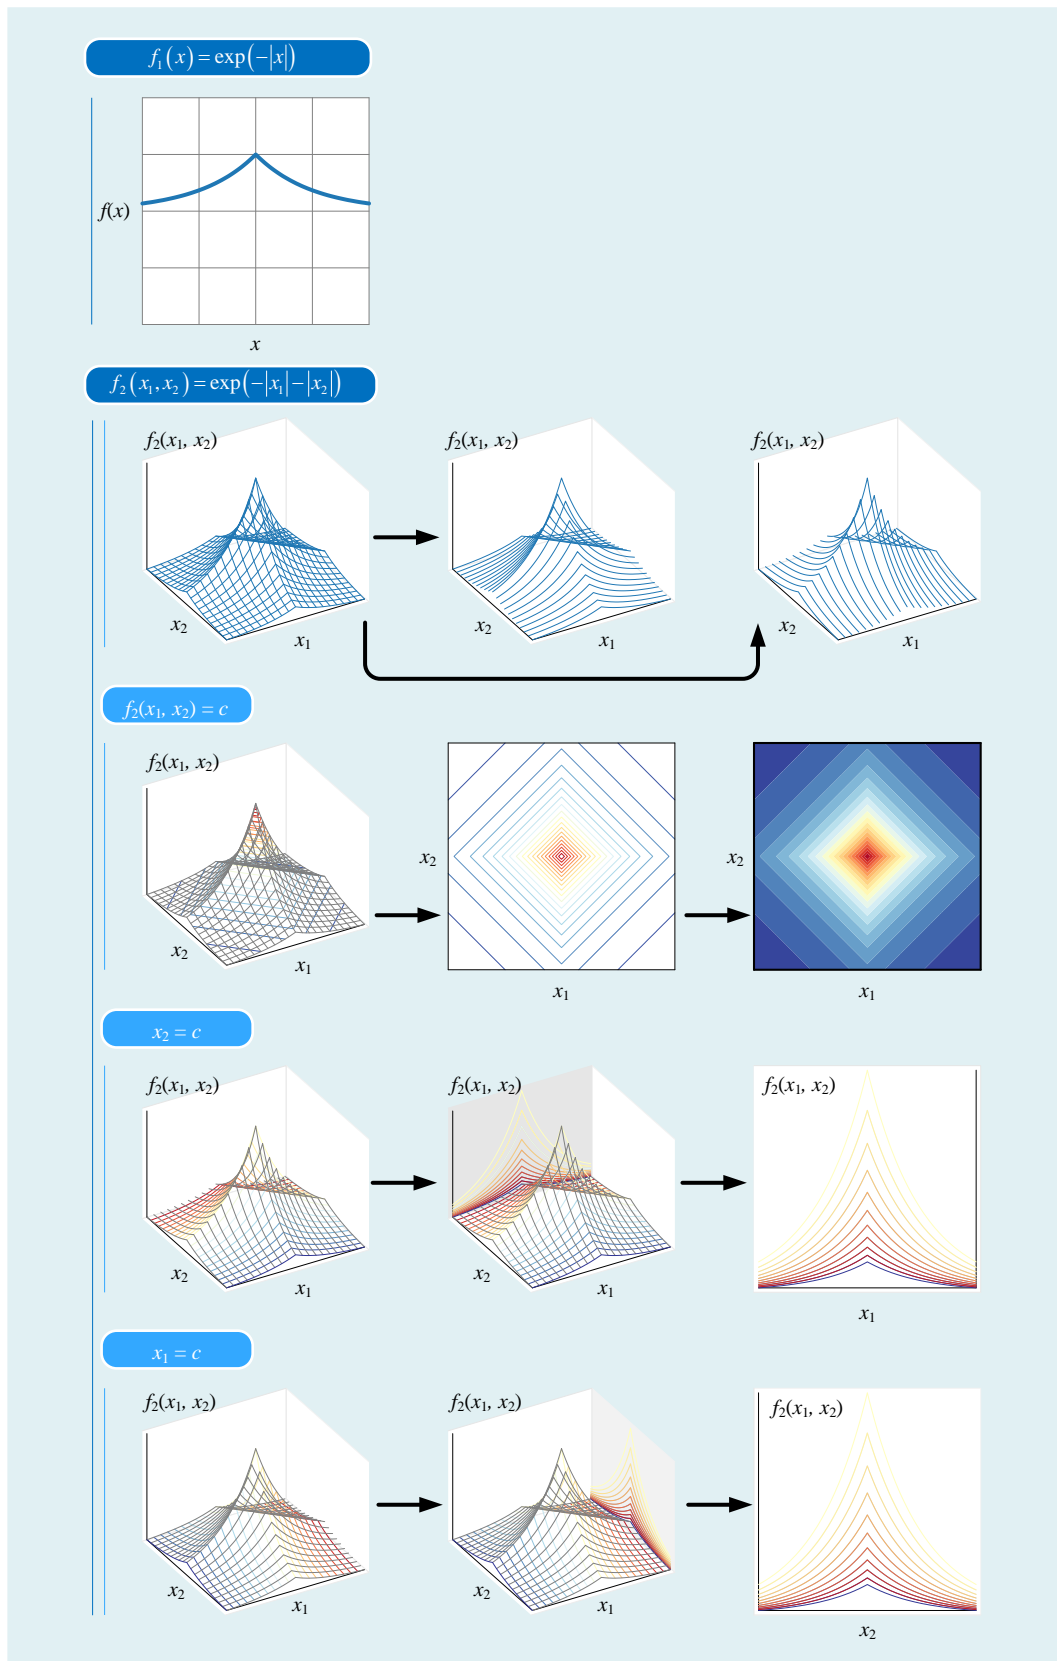 f₁(x) = exp(−|x|)
f(x)
x
f₂(x₁, x₂) = exp(−|x₁| − |x₂|)
f₂(x₁, x₂) f₂(x₁, x₂) f₂(x₁, x₂)
x₂ x₁ x₂ x₁ x₂ x₁
f₂(x₁, x₂) = c
f₂(x₁, x₂)
x₂ x₂
x₂ x₁ x₁ x₁
x₂ = c
f₂(x₁, x₂) f₂(x₁, x₂) f₂(x₁, x₂)
x₂ x₁ x₂ x₁ x₁
x₁ = c
f₂(x₁, x₂) f₂(x₁, x₂) f₂(x₁, x₂)
x₂ x₁ x₂ x₁ x₂